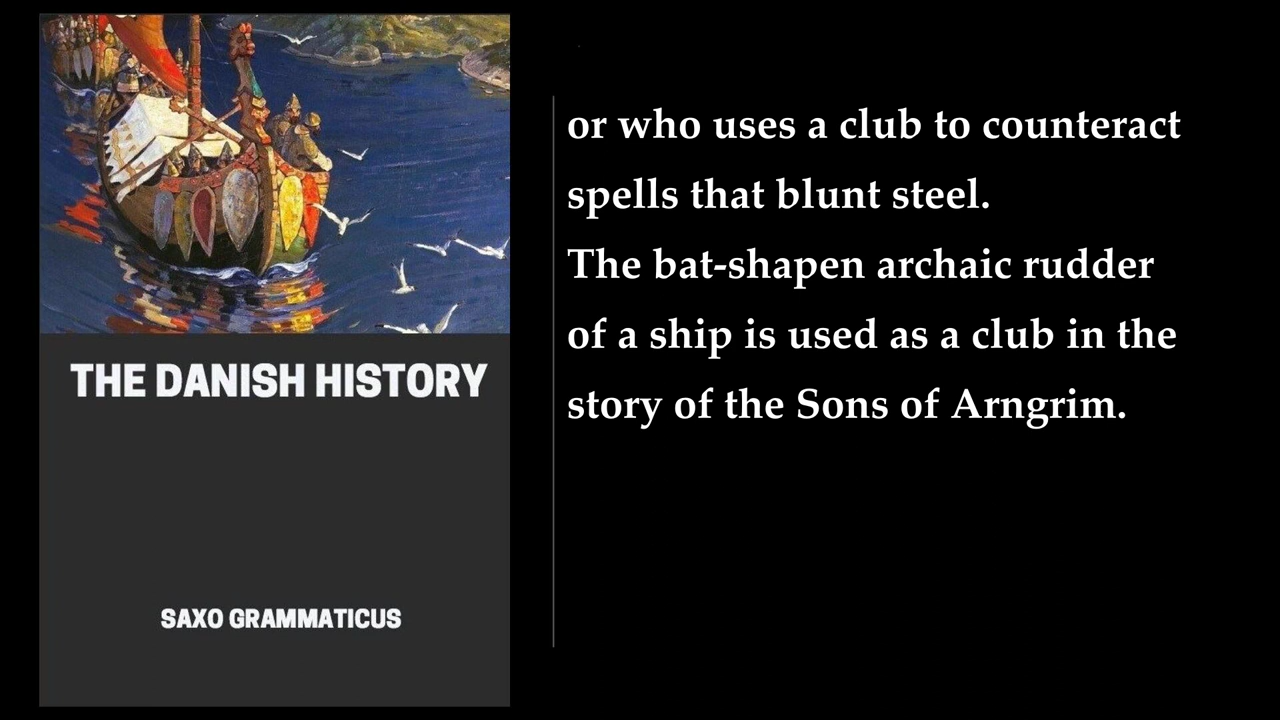 THE DANISH HISTORY
SAXO GRAMMATICUS
or who uses a club to counteract
spells that blunt steel.
The bat-shapen archaic rudder
of a ship is used as a club in the
story of the Sons of Arngrim.